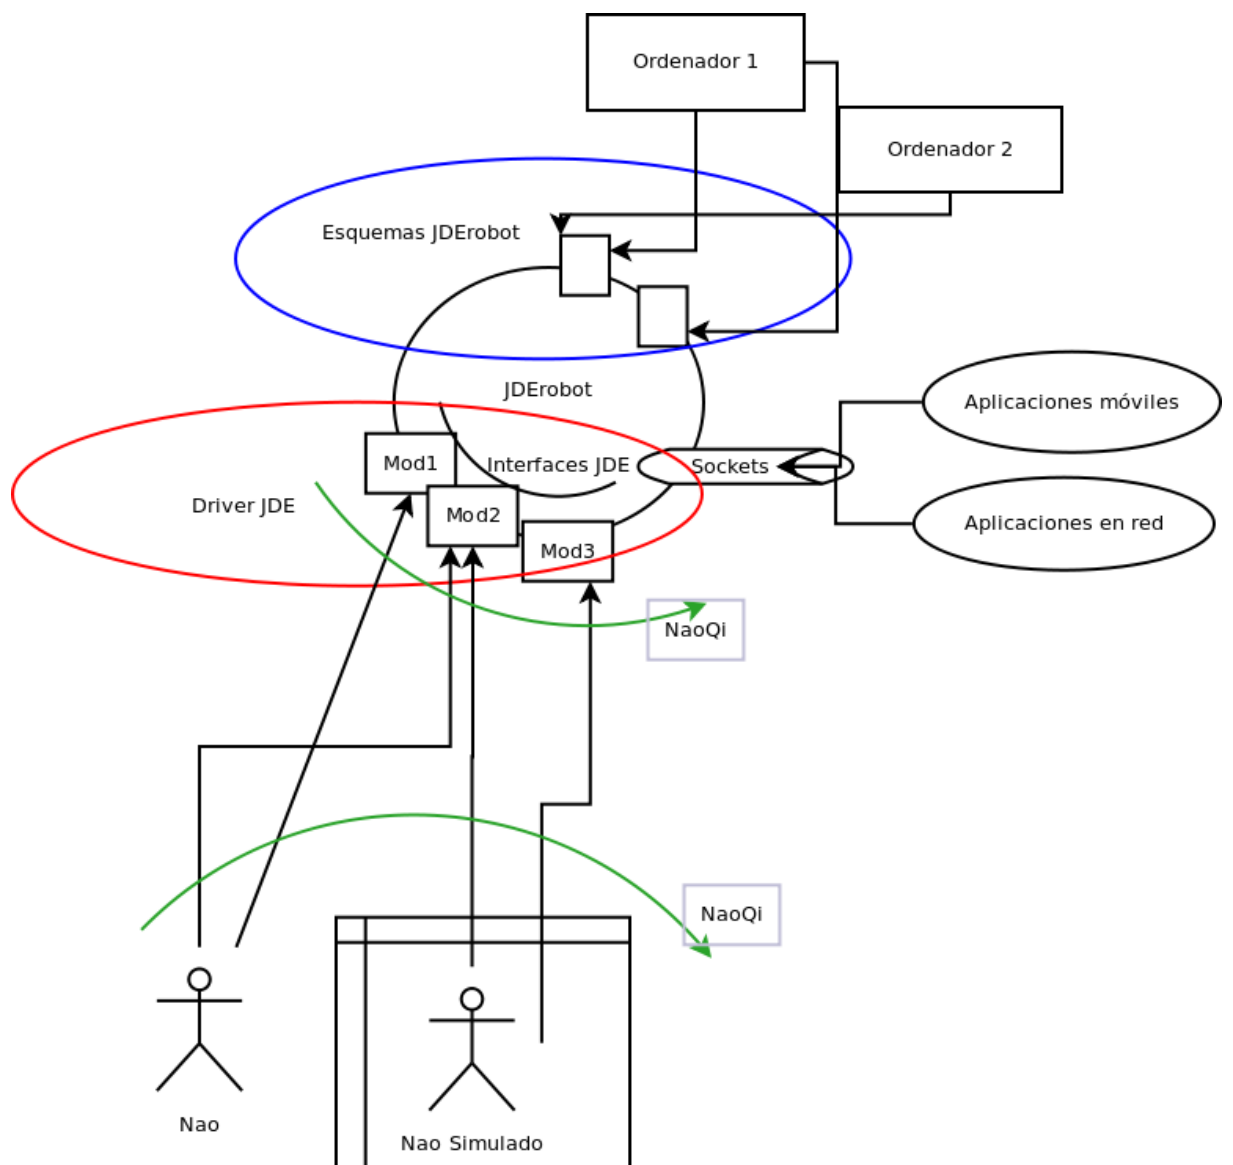 Ordenador 1
Ordenador 2
Esquemas JDErobot
JDErobot
Aplicaciones móviles
Mod1
Interfaces JDE
Sockets
Driver JDE
Mod2
Aplicaciones en red
Mod3
NaoQi
NaoQi
Nao
Nao Simulado